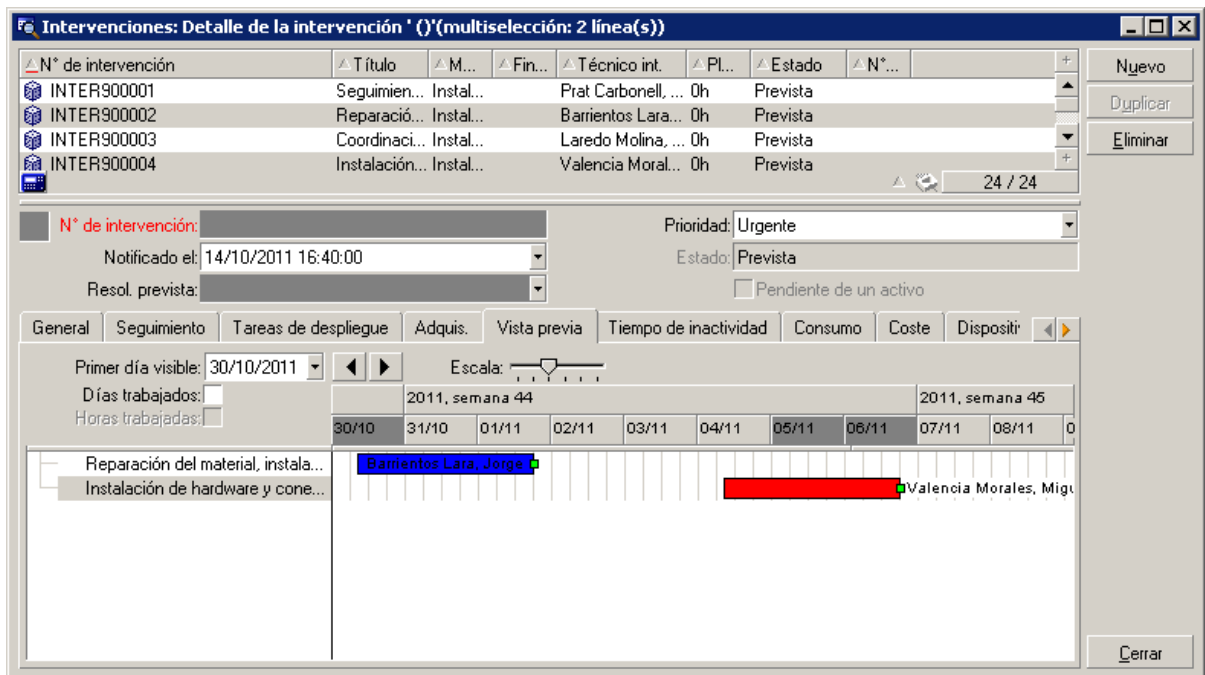 Intervenciones: Detalle de la intervención ' ()'(multiselección: 2 línea(s))
N° de intervención Título M... Fin... Técnico int. Pl... Estado N°...
INTER900001 Seguimien... Instal... Prat Carbonell, ... 0h Prevista
INTER900002 Reparació... Instal... Barrientos Lara... 0h Prevista
INTER900003 Coordinaci... Instal... Laredo Molina, ... 0h Prevista
INTER900004 Instalación... Instal... Valencia Moral... 0h Prevista
24 / 24
Nuevo
Duplicar
Eliminar
N° de intervención: Prioridad: Urgente
Notificado el: 14/10/2011 16:40:00 Estado: Prevista
Resol. prevista: Pendiente de un activo
General Seguimiento Tareas de despliegue Adquis. Vista previa Tiempo de inactividad Consumo Coste Dispositi
Primer día visible: 30/10/2011 Escala:
Días trabajados: 2011, semana 44 2011, semana 45
Horas trabajadas:
30/10 31/10 01/11 02/11 03/11 04/11 05/11 06/11 07/11 08/11 0
Reparación del material, instala... Barrientos Lara, Jorge
Instalación de hardware y cone... Valencia Morales, Migu
Cerrar